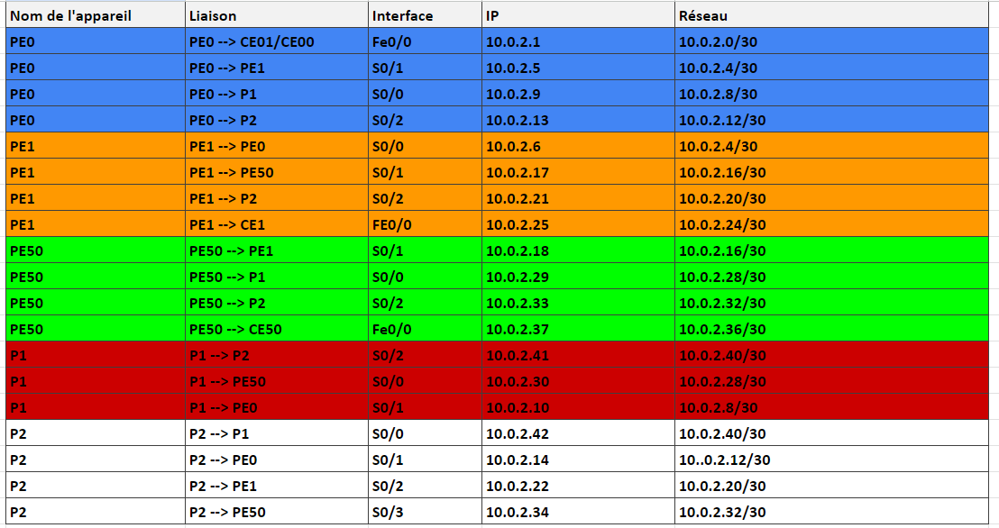 Nom de l'appareil Liaison Interface IP Réseau
PE0 PE0 --> CE01/CE00 Fe0/0 10.0.2.1 10.0.2.0/30
PE0 PE0 --> PE1 S0/1 10.0.2.5 10.0.2.4/30
PE0 PE0 --> P1 S0/0 10.0.2.9 10.0.2.8/30
PE0 PE0 --> P2 S0/2 10.0.2.13 10.0.2.12/30
PE1 PE1 --> PE0 S0/0 10.0.2.6 10.0.2.4/30
PE1 PE1 --> PE50 S0/1 10.0.2.17 10.0.2.16/30
PE1 PE1 --> P2 S0/2 10.0.2.21 10.0.2.20/30
PE1 PE1 --> CE1 FE0/0 10.0.2.25 10.0.2.24/30
PE50 PE50 --> PE1 S0/1 10.0.2.18 10.0.2.16/30
PE50 PE50 --> P1 S0/0 10.0.2.29 10.0.2.28/30
PE50 PE50 --> P2 S0/2 10.0.2.33 10.0.2.32/30
PE50 PE50 --> CE50 Fe0/0 10.0.2.37 10.0.2.36/30
P1 P1 --> P2 S0/2 10.0.2.41 10.0.2.40/30
P1 P1 --> PE50 S0/0 10.0.2.30 10.0.2.28/30
P1 P1 --> PE0 S0/1 10.0.2.10 10.0.2.8/30
P2 P2 --> P1 S0/0 10.0.2.42 10.0.2.40/30
P2 P2 --> PE0 S0/1 10.0.2.14 10..0.2.12/30
P2 P2 --> PE1 S0/2 10.0.2.22 10.0.2.20/30
P2 P2 --> PE50 S0/3 10.0.2.34 10.0.2.32/30